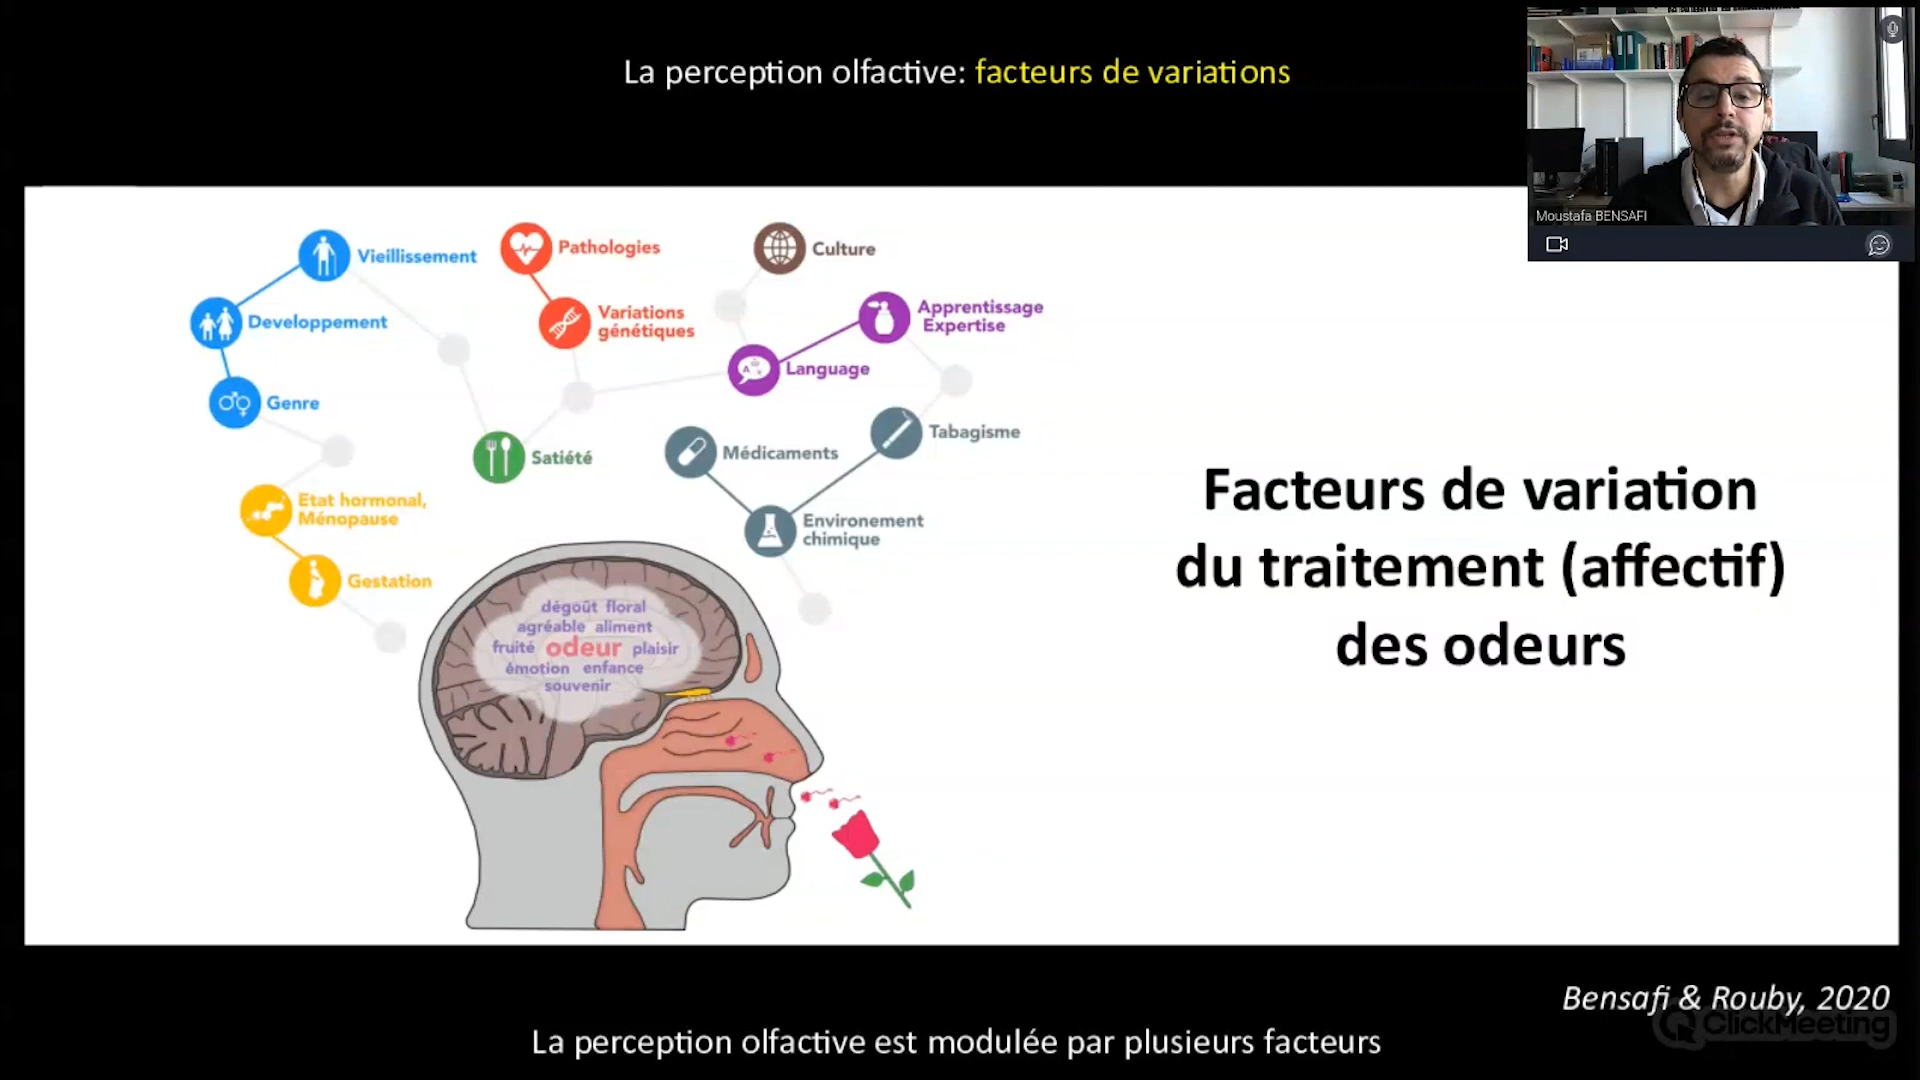 La perception olfactive: facteurs de variations
Moustafa BENSAFI
Vieillissement
Pathologies
Culture
Developpement
Variations
génétiques
Apprentissage
Expertise
Language
Genre
Satiété
Médicaments
Tabagisme
Etat hormonal,
Ménopause
Environement
chimique
Gestation
dégoût floral
agréable aliment
fruité odeur plaisir
émotion enfance
souvenir
Facteurs de variation
du traitement (affectif)
des odeurs
Bensafi & Rouby, 2020
ClickMeeting
La perception olfactive est modulée par plusieurs facteurs